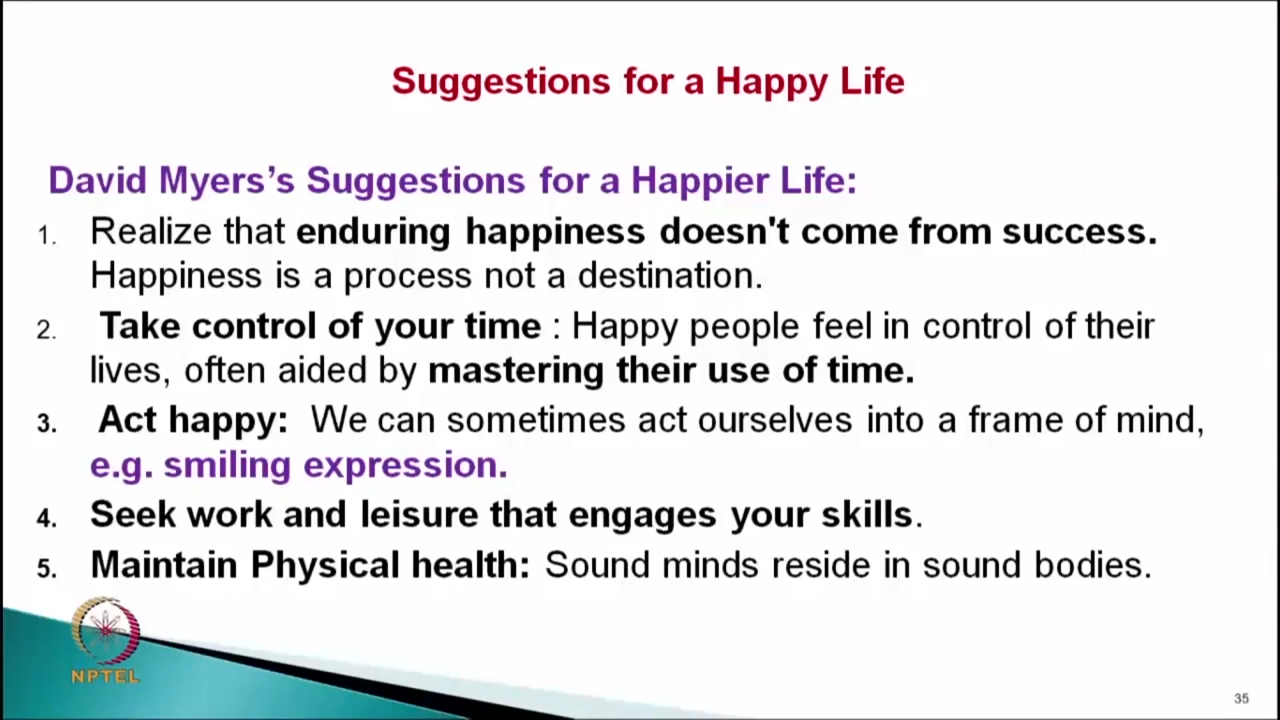 Suggestions for a Happy Life
David Myers’s Suggestions for a Happier Life:
1. Realize that enduring happiness doesn't come from success.
Happiness is a process not a destination.
2. Take control of your time : Happy people feel in control of their
lives, often aided by mastering their use of time.
3. Act happy: We can sometimes act ourselves into a frame of mind,
e.g. smiling expression.
4. Seek work and leisure that engages your skills.
5. Maintain Physical health: Sound minds reside in sound bodies.
NPTEL
35